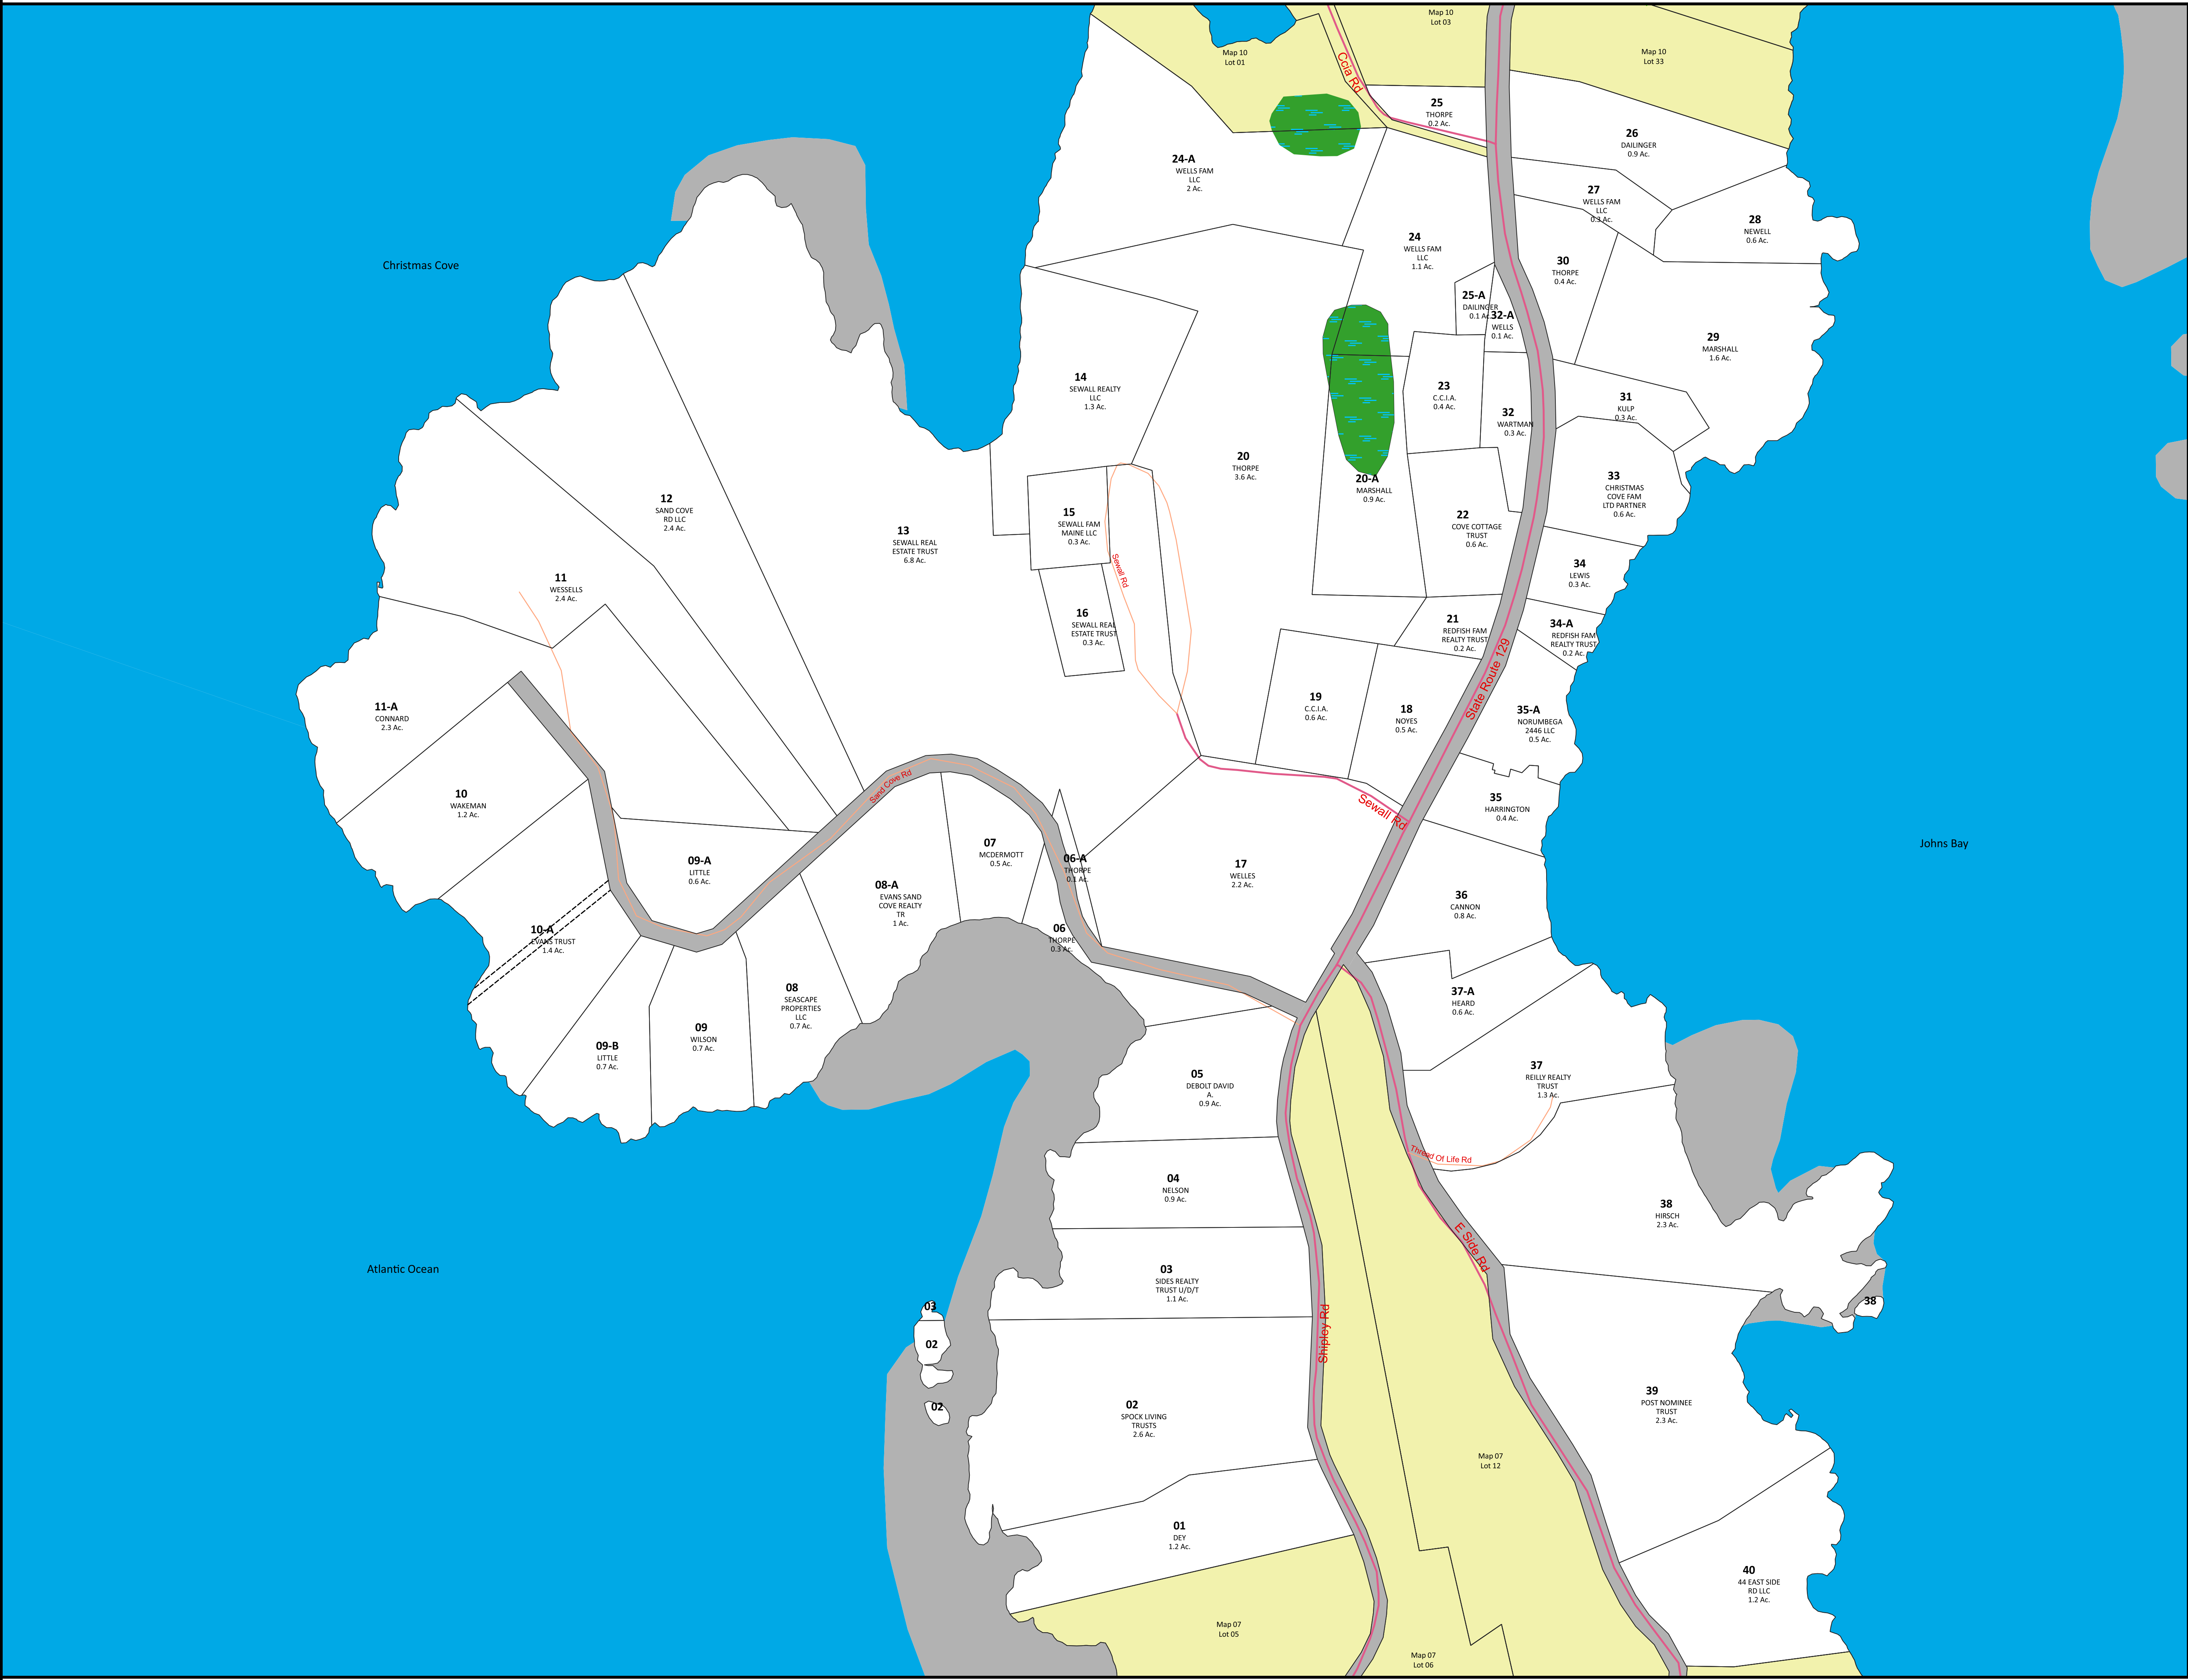 Map 10
Lot 03
Map 10
Lot 01
Map 10
Lot 33
Ccia Rd
25
THORPE
0.2 Ac.
26
DAILINGER
0.9 Ac.
24-A
WELLS FAM
LLC
2 Ac.
27
WELLS FAM
LLC
0.3 Ac.
28
NEWELL
0.6 Ac.
24
WELLS FAM
LLC
1.1 Ac.
Christmas Cove
30
THORPE
0.4 Ac.
25-A
DAILINGER
0.1 Ac.
32-A
WELLS
0.1 Ac.
29
MARSHALL
1.6 Ac.
14
SEWALL REALTY
LLC
1.3 Ac.
23
C.C.I.A.
0.4 Ac.
31
KULP
0.3 Ac.
32
WARTMAN
0.3 Ac.
20
THORPE
3.6 Ac.
20-A
MARSHALL
0.9 Ac.
33
CHRISTMAS
COVE FAM
LTD PARTNER
0.6 Ac.
12
SAND COVE
RD LLC
2.4 Ac.
15
SEWALL FAM
MAINE LLC
0.3 Ac.
22
COVE COTTAGE
TRUST
0.6 Ac.
13
SEWALL REAL
ESTATE TRUST
6.8 Ac.
Sewall Rd
34
LEWIS
0.3 Ac.
11
WESSELLS
2.4 Ac.
16
SEWALL REAL
ESTATE TRUST
0.3 Ac.
21
REDFISH FAM
REALTY TRUST
0.2 Ac.
34-A
REDFISH FAM
REALTY TRUST
0.2 Ac.
State Route 129
19
C.C.I.A.
0.6 Ac.
18
NOYES
0.5 Ac.
35-A
NORUMBEGA
2446 LLC
0.5 Ac.
11-A
CONNARD
2.3 Ac.
Sand Cove Rd
10
WAKEMAN
1.2 Ac.
Sewall Rd
35
HARRINGTON
0.4 Ac.
07
MCDERMOTT
0.5 Ac.
Johns Bay
09-A
LITTLE
0.6 Ac.
06-A
THORPE
0.1 Ac.
17
WELLES
2.2 Ac.
08-A
EVANS SAND
COVE REALTY
TR
1 Ac.
36
CANNON
0.8 Ac.
10-A
EVANS TRUST
1.4 Ac.
06
THORPE
0.3 Ac.
08
SEASCAPE
PROPERTIES
LLC
0.7 Ac.
37-A
HEARD
0.6 Ac.
09
WILSON
0.7 Ac.
09-B
LITTLE
0.7 Ac.
05
DEBOLT DAVID
A.
0.9 Ac.
37
REILLY REALTY
TRUST
1.3 Ac.
Thread Of Life Rd
04
NELSON
0.9 Ac.
38
HIRSCH
2.3 Ac.
E Side Rd
Atlantic Ocean
03
SIDES REALTY
TRUST U/D/T
1.1 Ac.
03
38
Shipley Rd
02
39
POST NOMINEE
TRUST
2.3 Ac.
02
02
SPOCK LIVING
TRUSTS
2.6 Ac.
Map 07
Lot 12
01
DEY
1.2 Ac.
40
44 EAST SIDE
RD LLC
1.2 Ac.
Map 07
Lot 05
Map 07
Lot 06